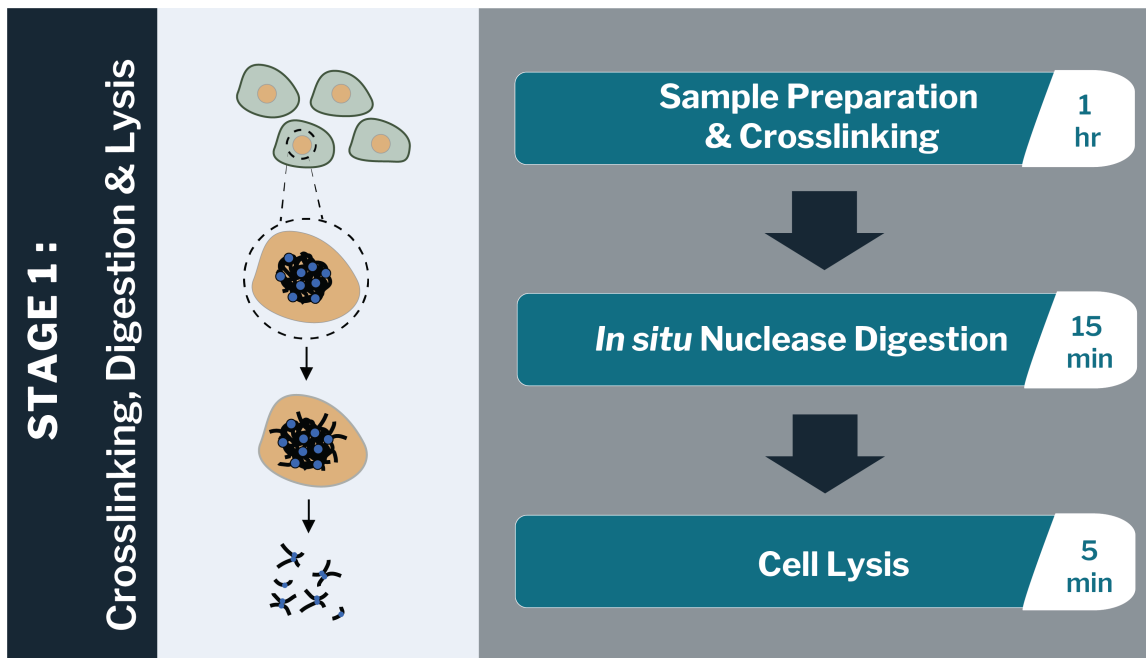 STAGE 1:
Crosslinking, Digestion & Lysis
Sample Preparation
& Crosslinking
1
hr
In situ Nuclease Digestion
15
min
Cell Lysis
5
min